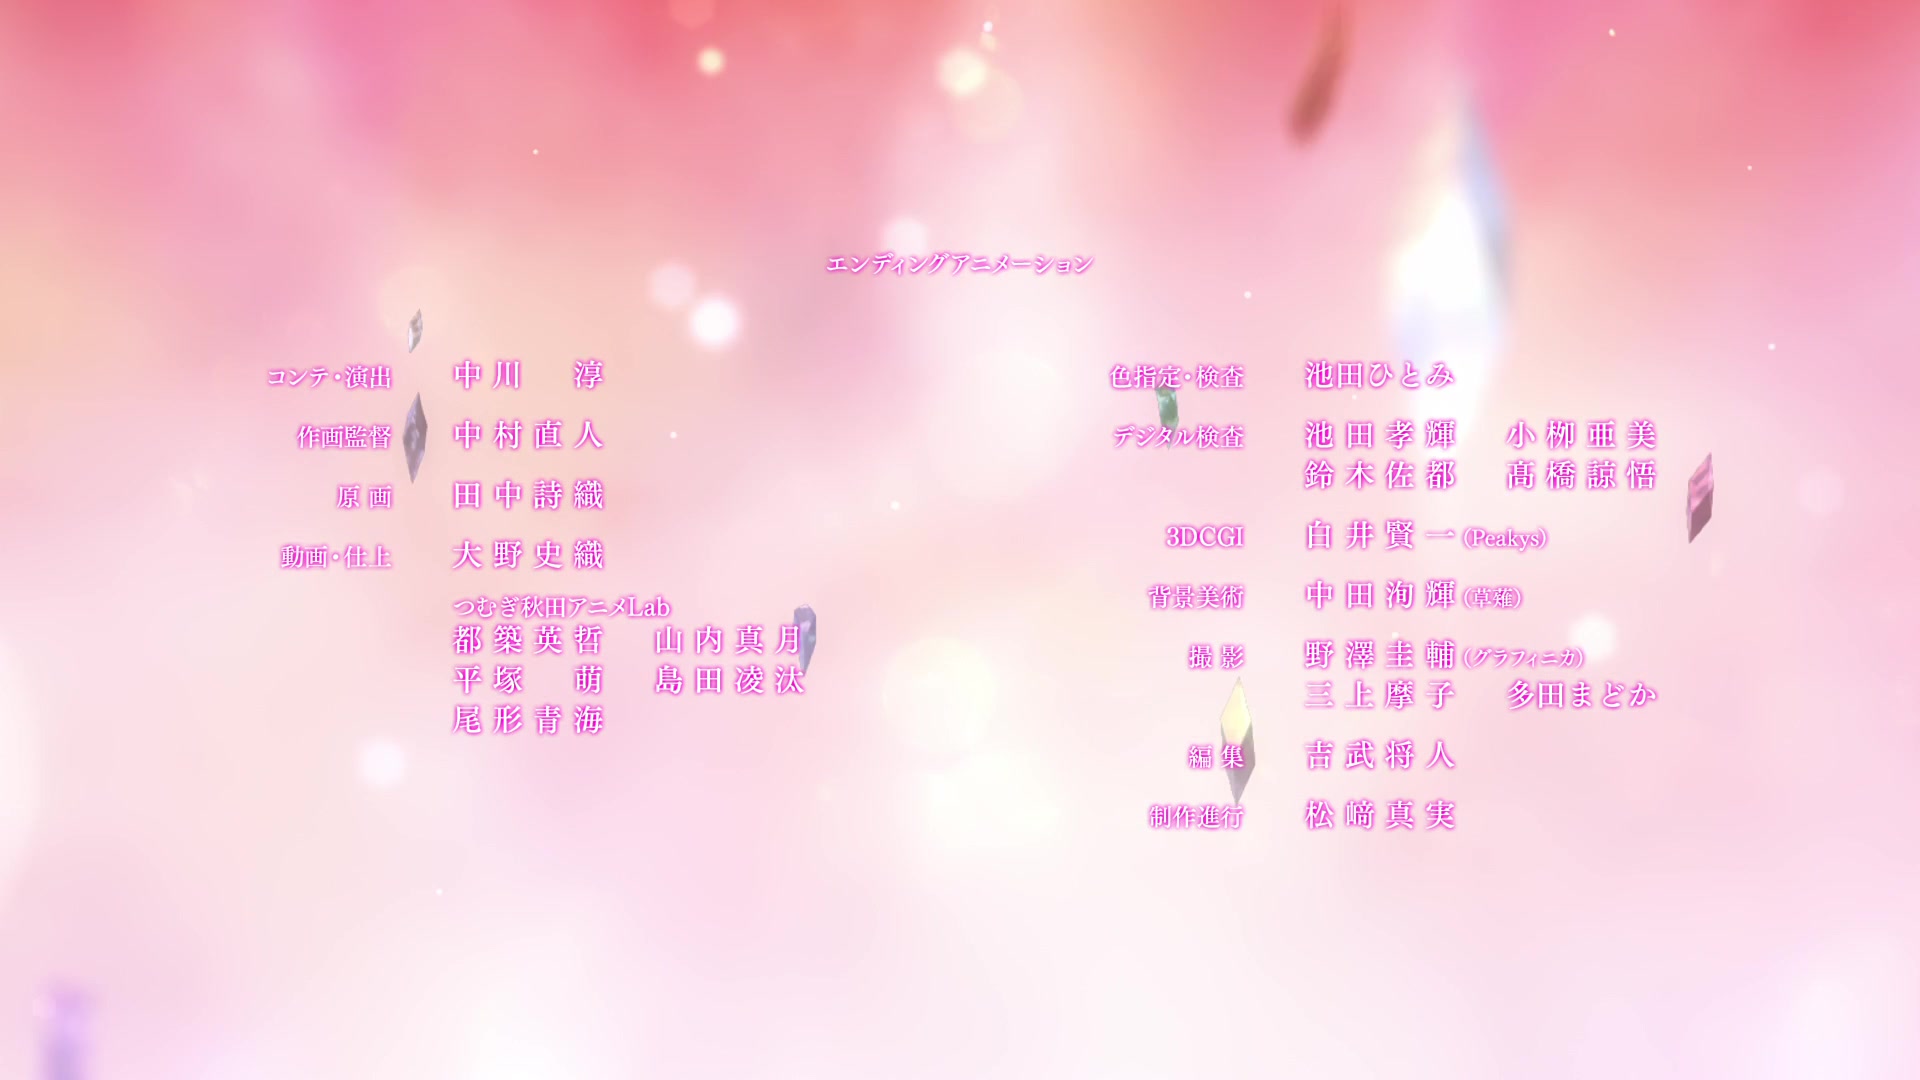 エンディングアニメーション
コンテ・演出 中川 淳
作画監督 中村直人
原画 田中詩織
動画・仕上 大野史織
つむぎ秋田アニメLab
都築英哲 山内真月
平塚 萌 島田凌汰
尾形青海
色指定・検査 池田ひとみ
デジタル検査 池田孝輝 小栁亜美
鈴木佐都 髙橋諒悟
3DCGI 白井賢一(Peakys)
背景美術 中田洵輝(草薙)
撮影 野澤圭輔(グラフィニカ)
三上摩子 多田まどか
編集 吉武将人
制作進行 松﨑真実